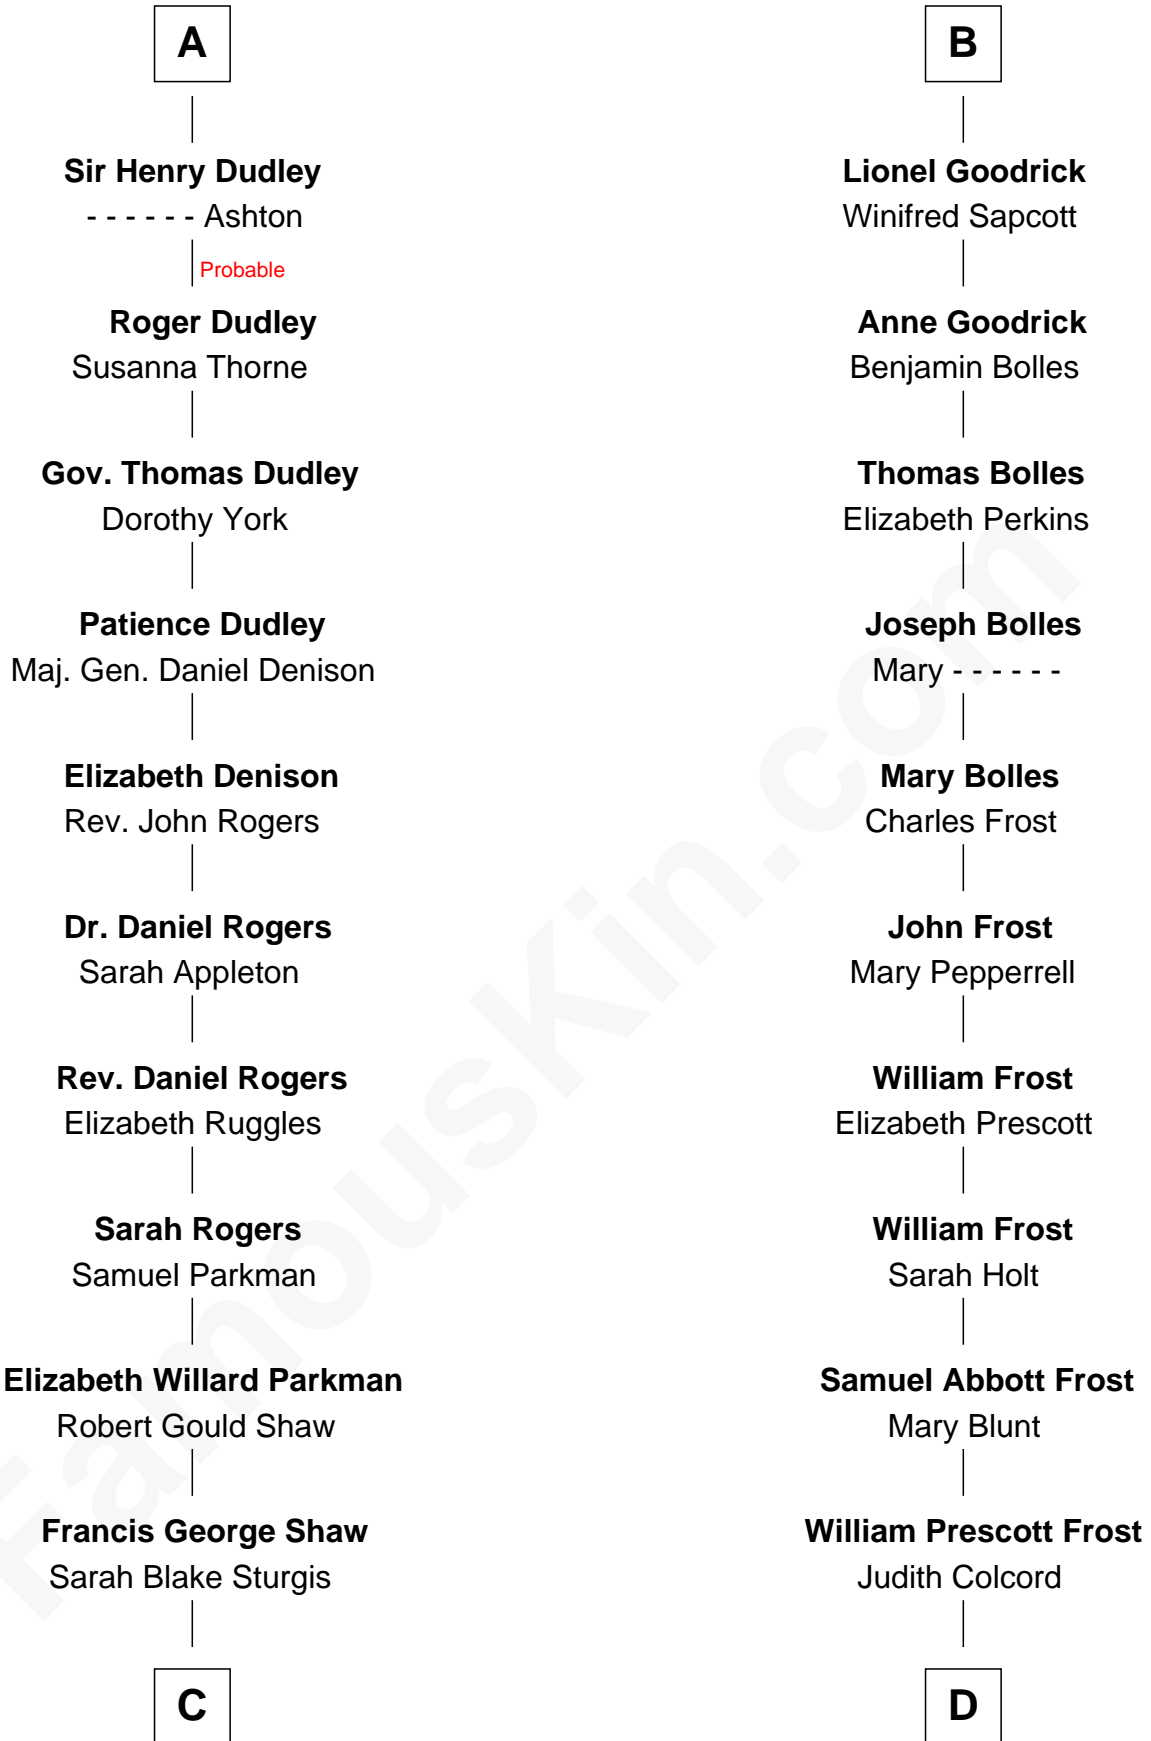 A
Sir Henry Dudley
- - - - - - Ashton
Probable
Roger Dudley
Susanna Thorne
Gov. Thomas Dudley
Dorothy York
Patience Dudley
Maj. Gen. Daniel Denison
Elizabeth Denison
Rev. John Rogers
Dr. Daniel Rogers
Sarah Appleton
Rev. Daniel Rogers
Elizabeth Ruggles
Sarah Rogers
Samuel Parkman
Elizabeth Willard Parkman
Robert Gould Shaw
Francis George Shaw
Sarah Blake Sturgis
C
B
Lionel Goodrick
Winifred Sapcott
Anne Goodrick
Benjamin Bolles
Thomas Bolles
Elizabeth Perkins
Joseph Bolles
Mary - - - - - -
Mary Bolles
Charles Frost
John Frost
Mary Pepperrell
William Frost
Elizabeth Prescott
William Frost
Sarah Holt
Samuel Abbott Frost
Mary Blunt
William Prescott Frost
Judith Colcord
D
FamousKin.com